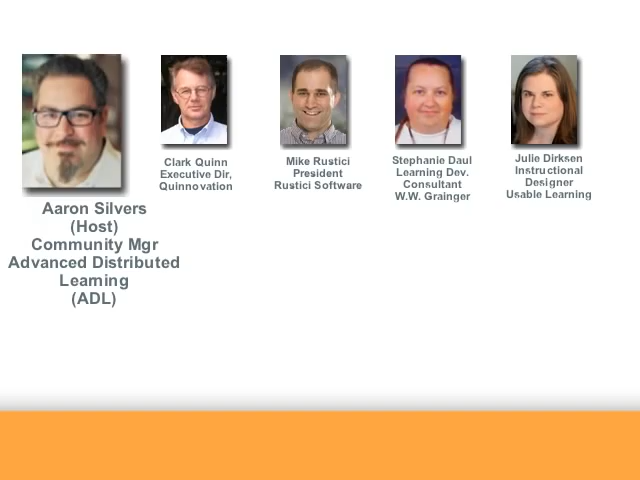 Aaron Silvers
(Host)
Community Mgr
Advanced Distributed
Learning
(ADL)
Clark Quinn
Executive Dir,
Quinnovation
Mike Rustici
President
Rustici Software
Stephanie Daul
Learning Dev.
Consultant
W.W. Grainger
Julie Dirksen
Instructional
Designer
Usable Learning